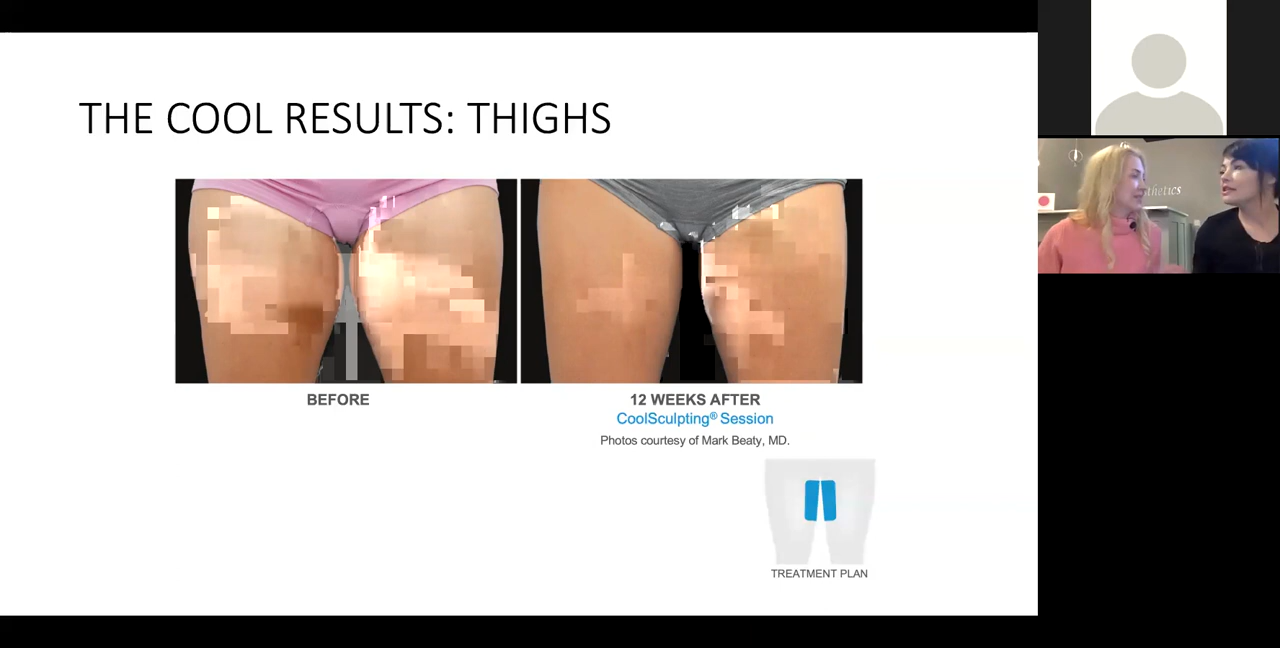 THE COOL RESULTS: THIGHS
BEFORE
12 WEEKS AFTER
CoolSculpting® Session
Photos courtesy of Mark Beaty, MD.
TREATMENT PLAN